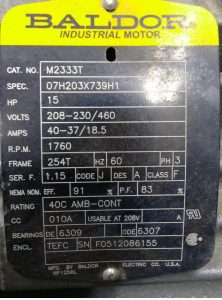 BALDOR
INDUSTRIAL MOTOR
CAT. NO. M2333T
SPEC. 07H203X739H1
HP 15
VOLTS 208-230/460
AMPS 40-37/18.5
R.P.M. 1760
FRAME 254T HZ 60 PH 3
SER. F. 1.15 CODE J DES A CLASS F
NEMA NOM. EFF. 91 % P.F. 83 %
RATING 40C AMB-CONT
CC 010A USABLE AT 208V A
BEARINGS DE 6309 ODE 6307
ENCL. TEFC SN F0512086155
MFG. BY BALDOR ELECTRIC CO. U.S.A.
NP1256L